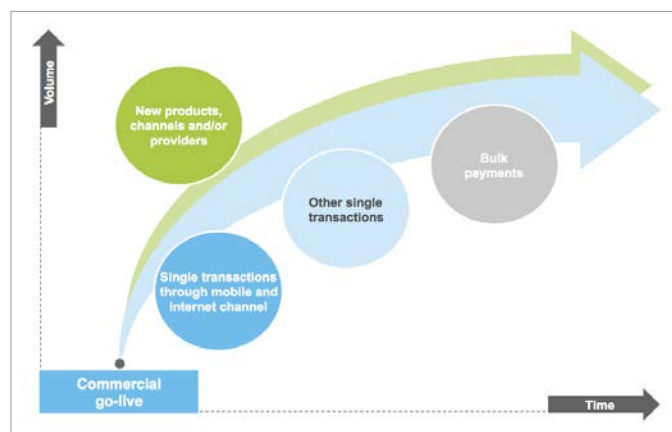 Volume
New products,
channels and/or
providers
Bulk
payments
Other single
transactions
Single transactions
through mobile and
internet channel
Commercial
go-live
Time